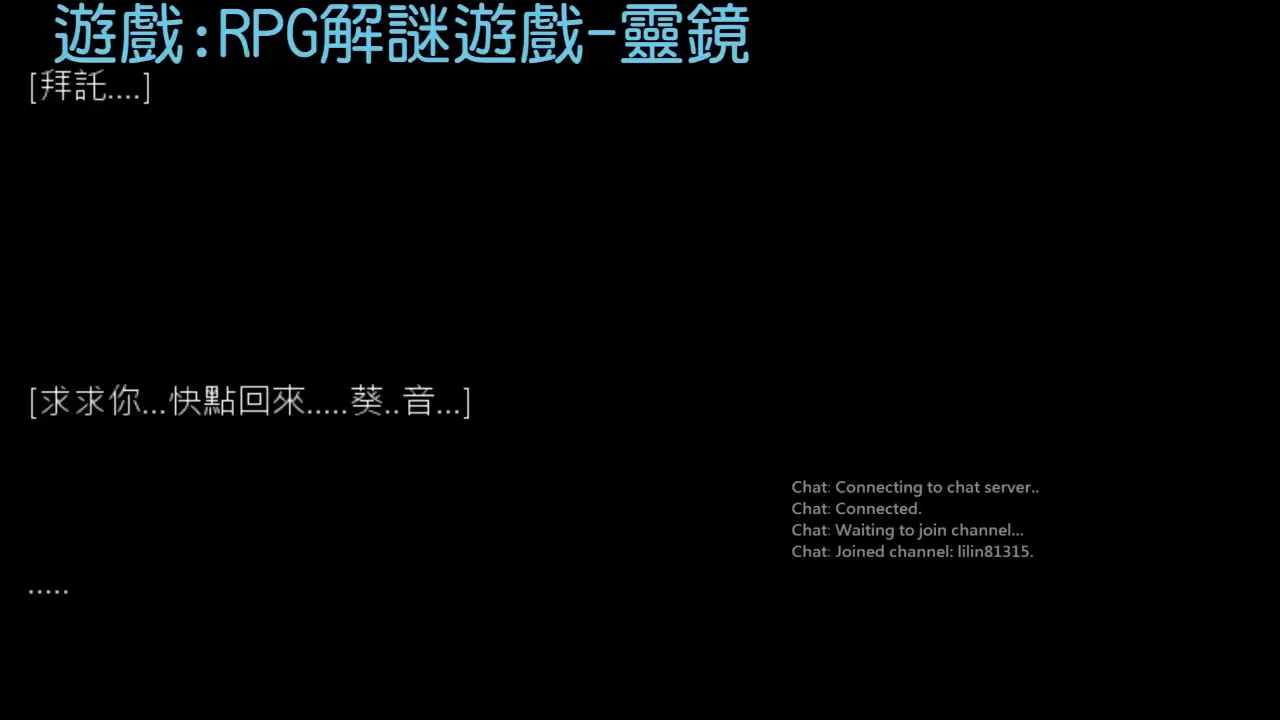 遊戲:RPG解謎遊戲-靈鏡
[拜託....]
[求求你...快點回來.....葵..音...]
Chat: Connecting to chat server..
Chat: Connected.
Chat: Waiting to join channel...
Chat: Joined channel: lilin81315.
.....